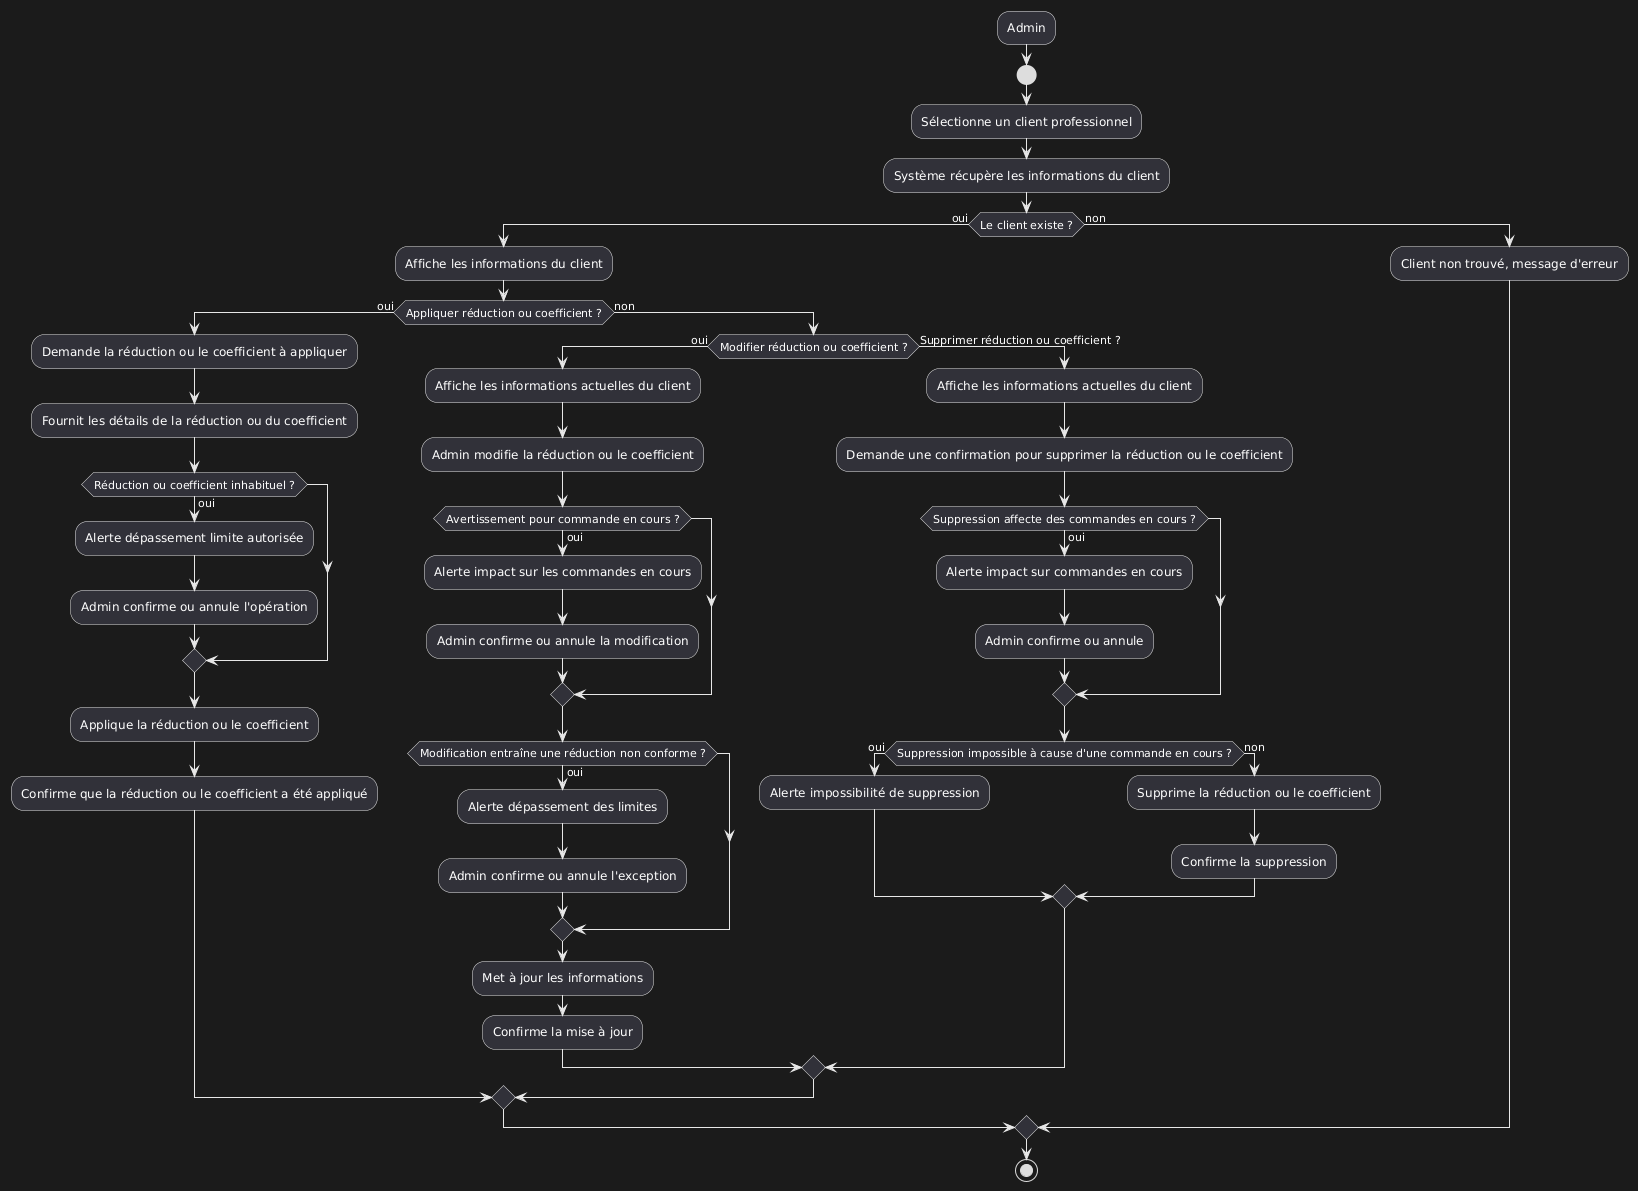 Admin
Sélectionne un client professionnel
Système récupère les informations du client
oui
Le client existe ?
non
Affiche les informations du client
Client non trouvé, message d'erreur
oui
Appliquer réduction ou coefficient ?
non
Demande la réduction ou le coefficient à appliquer
Fournit les détails de la réduction ou du coefficient
Réduction ou coefficient inhabituel ?
oui
Alerte dépassement limite autorisée
Admin confirme ou annule l'opération
Applique la réduction ou le coefficient
Confirme que la réduction ou le coefficient a été appliqué
oui
Modifier réduction ou coefficient ?
Supprimer réduction ou coefficient ?
Affiche les informations actuelles du client
Admin modifie la réduction ou le coefficient
Avertissement pour commande en cours ?
oui
Alerte impact sur les commandes en cours
Admin confirme ou annule la modification
Modification entraîne une réduction non conforme ?
oui
Alerte dépassement des limites
Admin confirme ou annule l'exception
Met à jour les informations
Confirme la mise à jour
Affiche les informations actuelles du client
Demande une confirmation pour supprimer la réduction ou le coefficient
Suppression affecte des commandes en cours ?
oui
Alerte impact sur commandes en cours
Admin confirme ou annule
oui
Suppression impossible à cause d'une commande en cours ?
non
Alerte impossibilité de suppression
Supprime la réduction ou le coefficient
Confirme la suppression